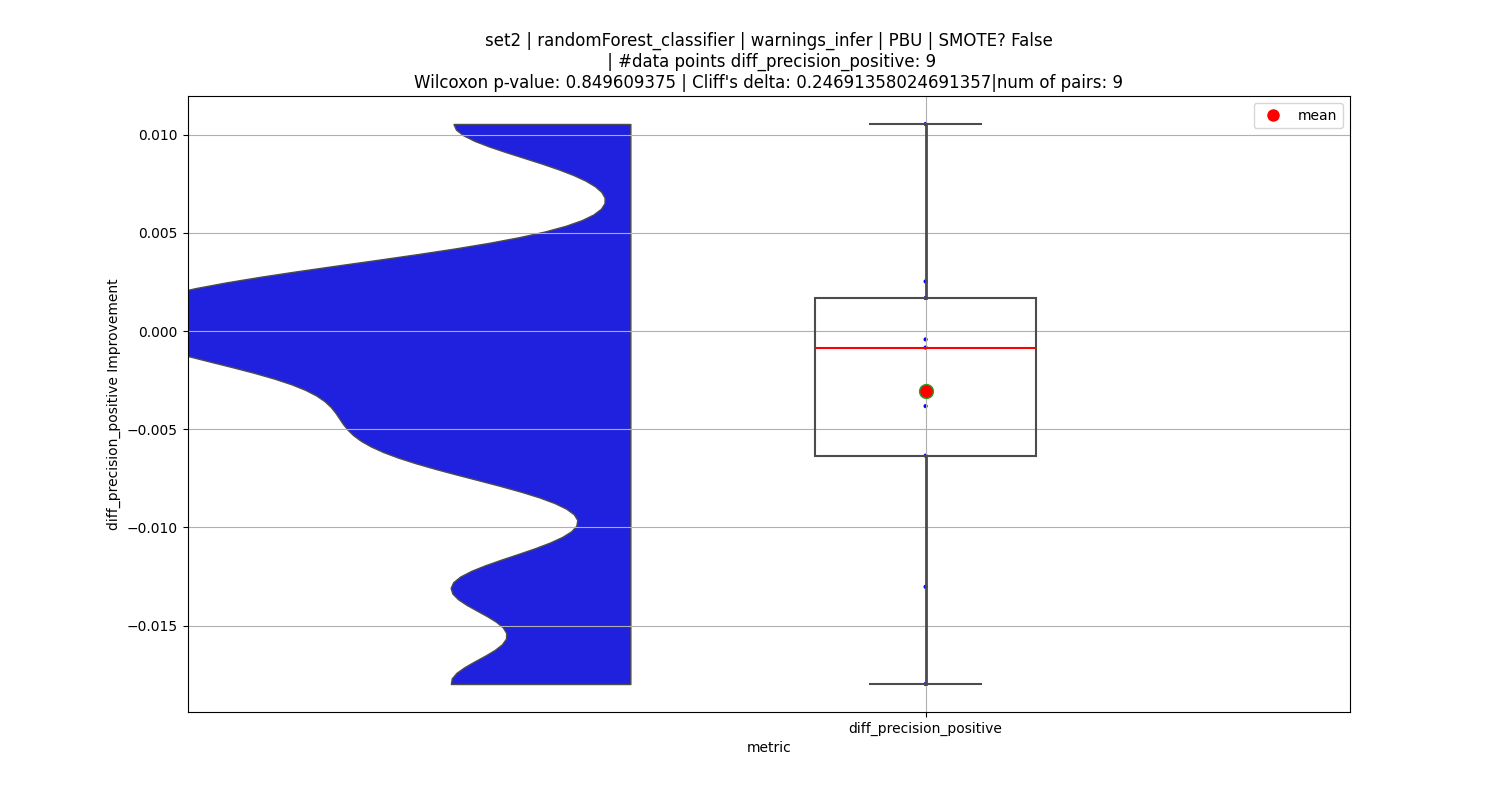 set2 | randomForest_classifier | warnings_infer | PBU | SMOTE? False
| #data points diff_precision_positive: 9
Wilcoxon p-value: 0.849609375 | Cliff's delta: 0.24691358024691357|num of pairs: 9
mean
0.010
0.005
0.000
−0.005
−0.010
−0.015
diff_precision_positive Improvement
diff_precision_positive
metric